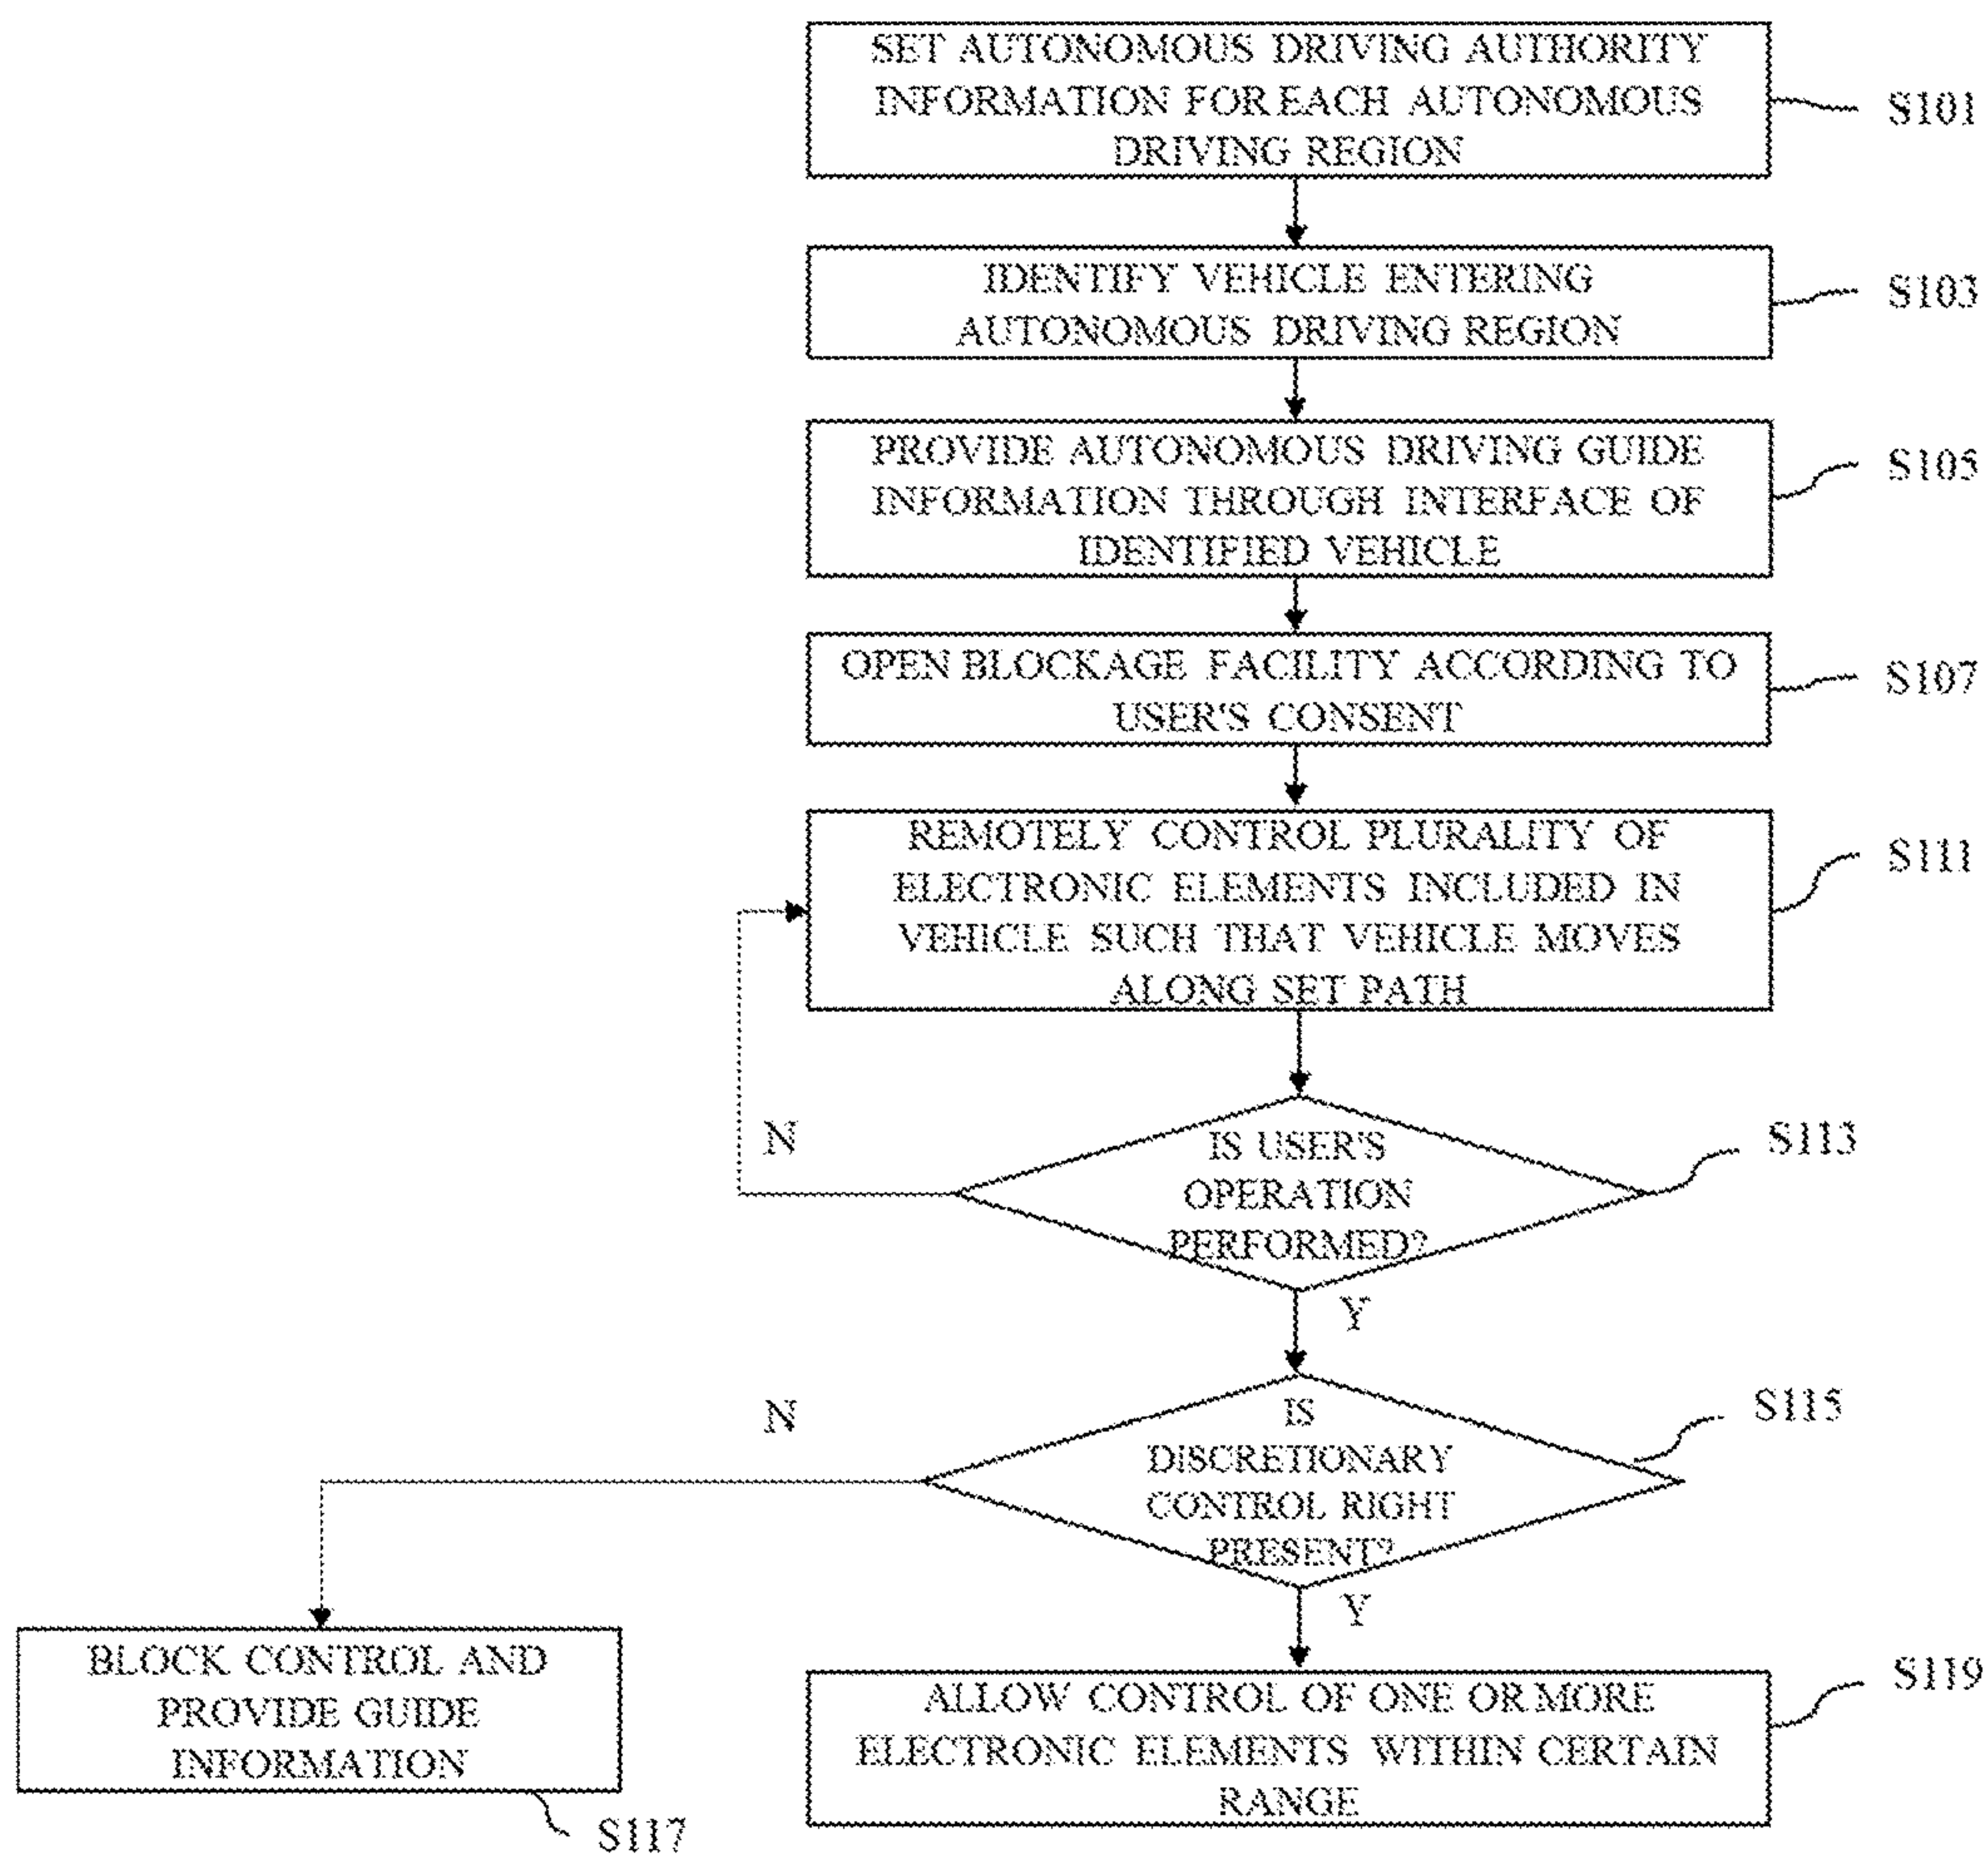 SET AUTONOMOUS DRIVING AUTHORITY
INFORMATION FOR EACH AUTONOMOUS
DRIVING REGION
S101
IDENTIFY VEHICLE ENTERING
AUTONOMOUS DRIVING REGION
S103
PROVIDE AUTONOMOUS DRIVING GUIDE
INFORMATION THROUGH INTERFACE OF
IDENTIFIED VEHICLE
S105
OPEN BLOCKAGE FACILITY ACCORDING TO
USER'S CONSENT
S107
REMOTELY CONTROL PLURALITY OF
ELECTRONIC ELEMENTS INCLUDED IN
VEHICLE SUCH THAT VEHICLE MOVES
ALONG SET PATH
S111
IS USER'S
OPERATION
PERFORMED?
S113
N
Y
IS
DISCRETIONARY
CONTROL RIGHT
PRESENT?
S115
N
Y
BLOCK CONTROL AND
PROVIDE GUIDE
INFORMATION
S117
ALLOW CONTROL OF ONE OR MORE
ELECTRONIC ELEMENTS WITHIN CERTAIN
RANGE
S119